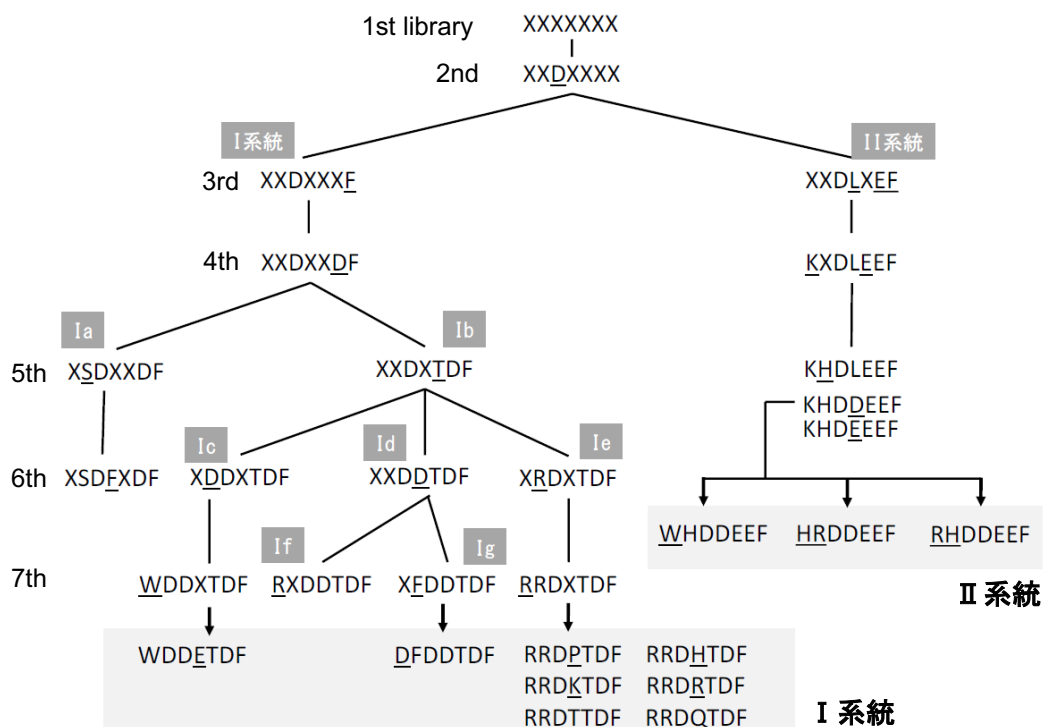 1st library XXXXXXX
2nd XXDXXXX
I系統 II系統
3rd XXDXXXF XXDLXEF
4th XXDXXDF KXDLEEF
Ia Ib
5th XSDXXDF XXDXTDF KHDLEEF
KHDDEEF
KHDEEEF
Ic Id Ie
6th XSDFXDF XDDXTDF XXDDTDF XRDXTDF
WHDDEEF HRDDEEF RHDDEEF
If Ig
7th WDDXTDF RXDDTDF XFDDTDF RRDXTDF
II系統
WDDETDF DFDDTDF RRDPTDF RRDHTDF
RRDKTDF RRDRTDF
RRDTTDF RRDQTDF
I系統